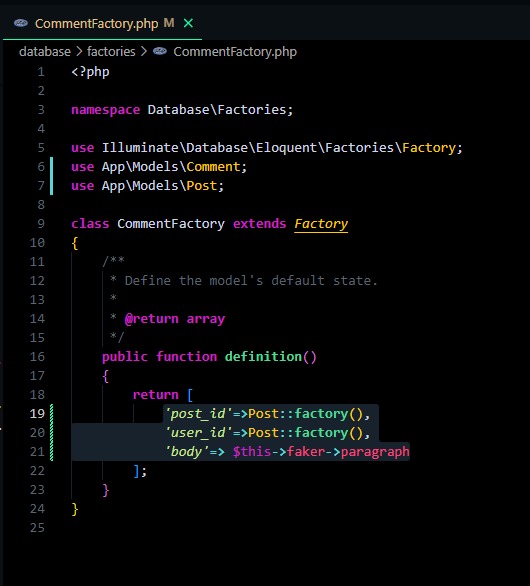 CommentFactory.php M ×
database > factories > CommentFactory.php
1 <?php
2
3 namespace Database\Factories;
4
5 use Illuminate\Database\Eloquent\Factories\Factory;
6 use App\Models\Comment;
7 use App\Models\Post;
8
9 class CommentFactory extends Factory
10 {
11 /**
12 * Define the model's default state.
13 *
14 * @return array
15 */
16 public function definition()
17 {
18 return [
19 'post_id'=>Post::factory(),
20 'user_id'=>Post::factory(),
21 'body'=> $this->faker->paragraph
22 ];
23 }
24 }
25